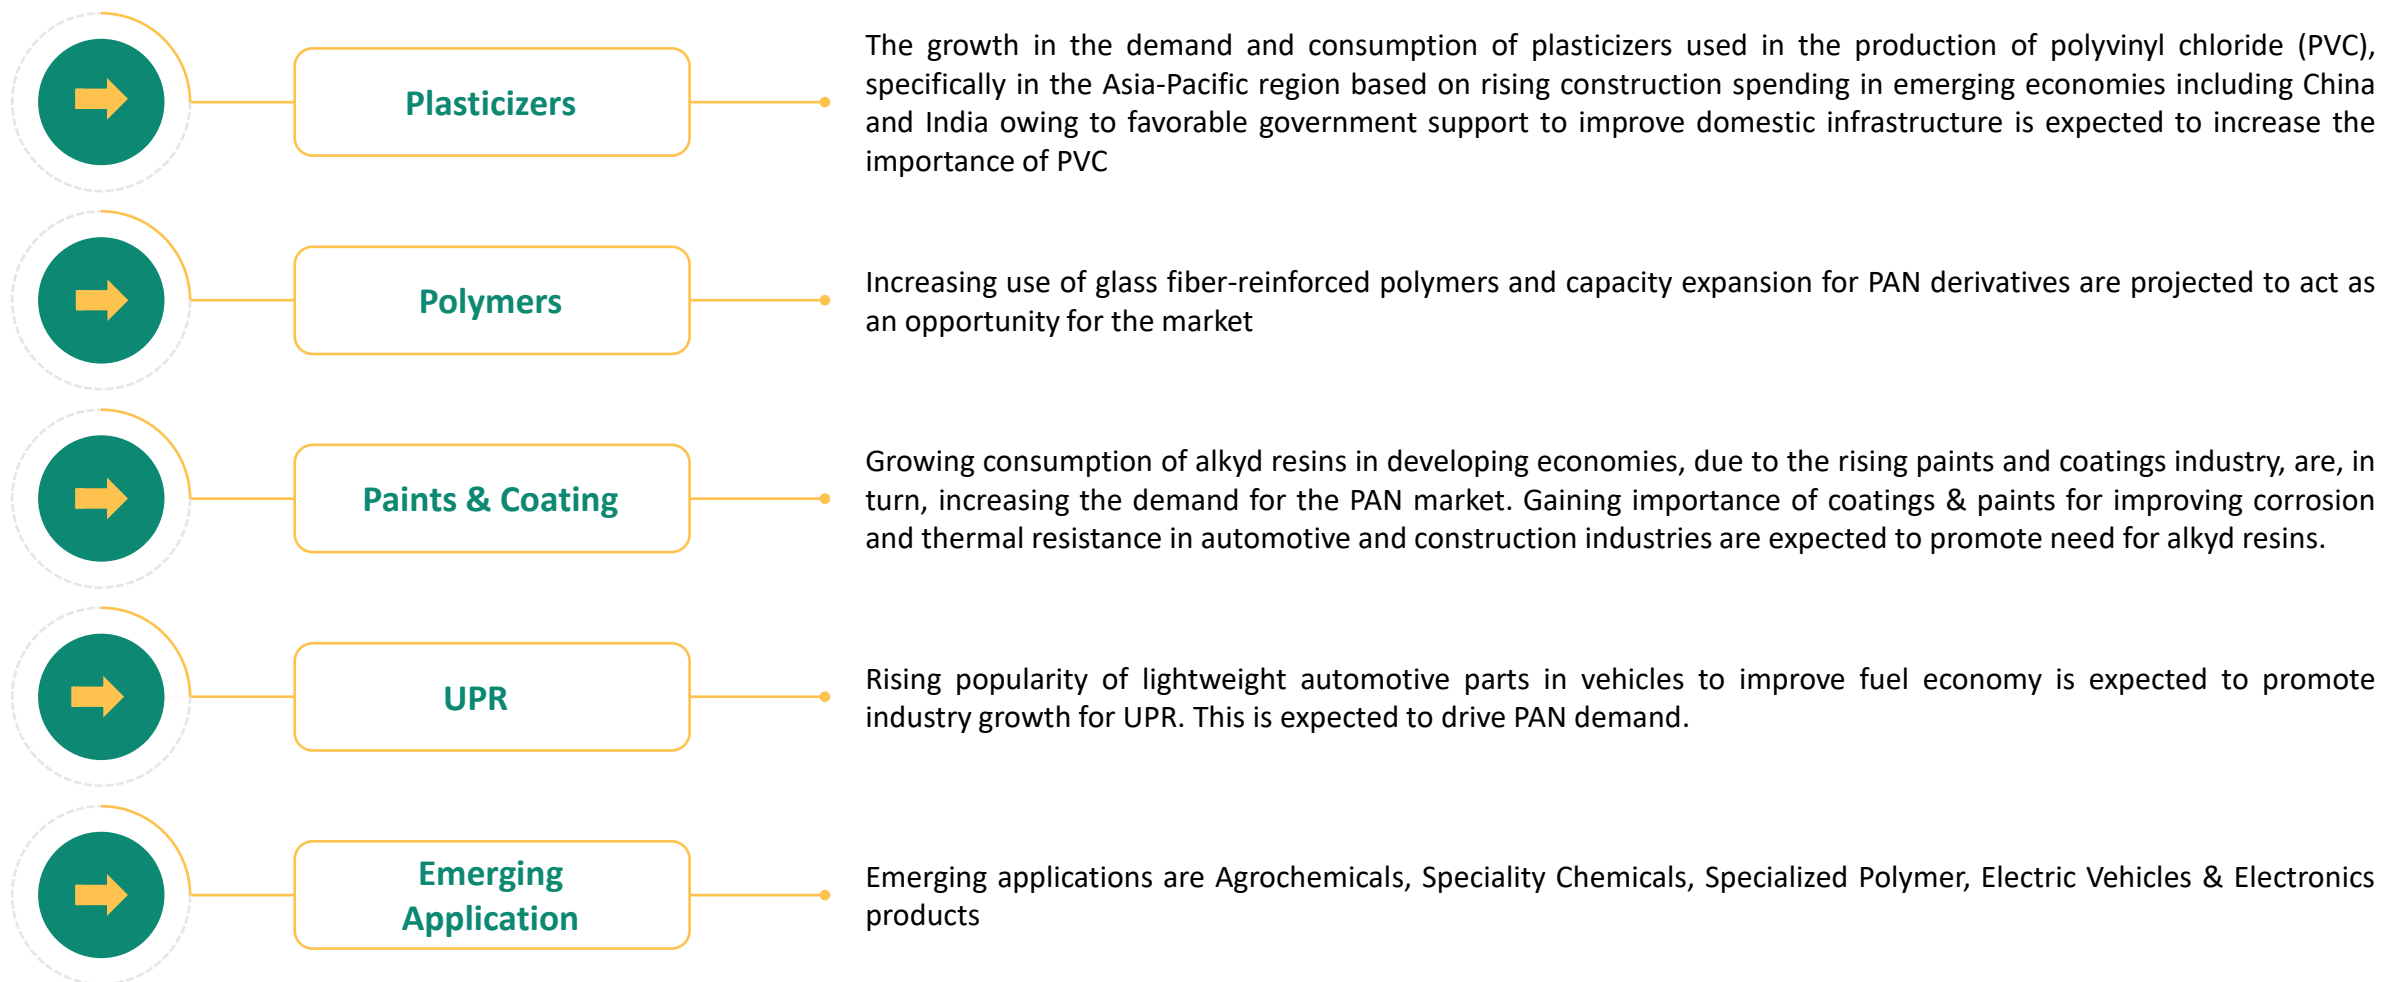 Plasticizers
The growth in the demand and consumption of plasticizers used in the production of polyvinyl chloride (PVC),
specifically in the Asia-Pacific region based on rising construction spending in emerging economies including China
and India owing to favorable government support to improve domestic infrastructure is expected to increase the
importance of PVC
Polymers
Increasing use of glass fiber-reinforced polymers and capacity expansion for PAN derivatives are projected to act as
an opportunity for the market
Paints & Coating
Growing consumption of alkyd resins in developing economies, due to the rising paints and coatings industry, are, in
turn, increasing the demand for the PAN market. Gaining importance of coatings & paints for improving corrosion
and thermal resistance in automotive and construction industries are expected to promote need for alkyd resins.
UPR
Rising popularity of lightweight automotive parts in vehicles to improve fuel economy is expected to promote
industry growth for UPR. This is expected to drive PAN demand.
Emerging
Application
Emerging applications are Agrochemicals, Speciality Chemicals, Specialized Polymer, Electric Vehicles & Electronics
products